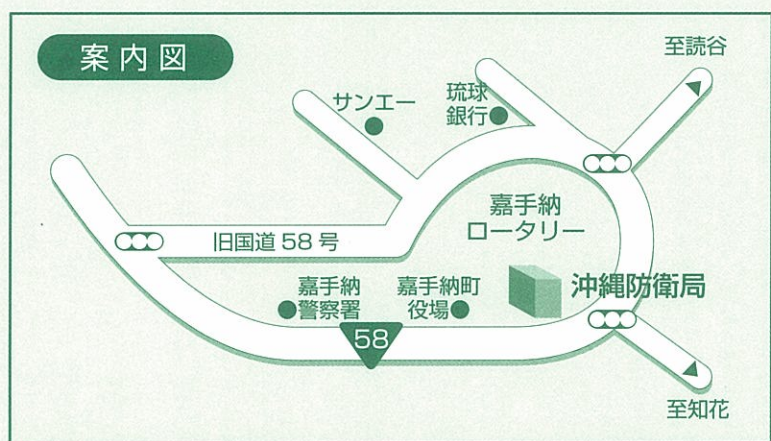 案内図
至読谷
サンエー
琉球
銀行
嘉手納
ロータリー
旧国道58号
嘉手納
警察署
嘉手納町
役場
沖縄防衛局
58
至知花